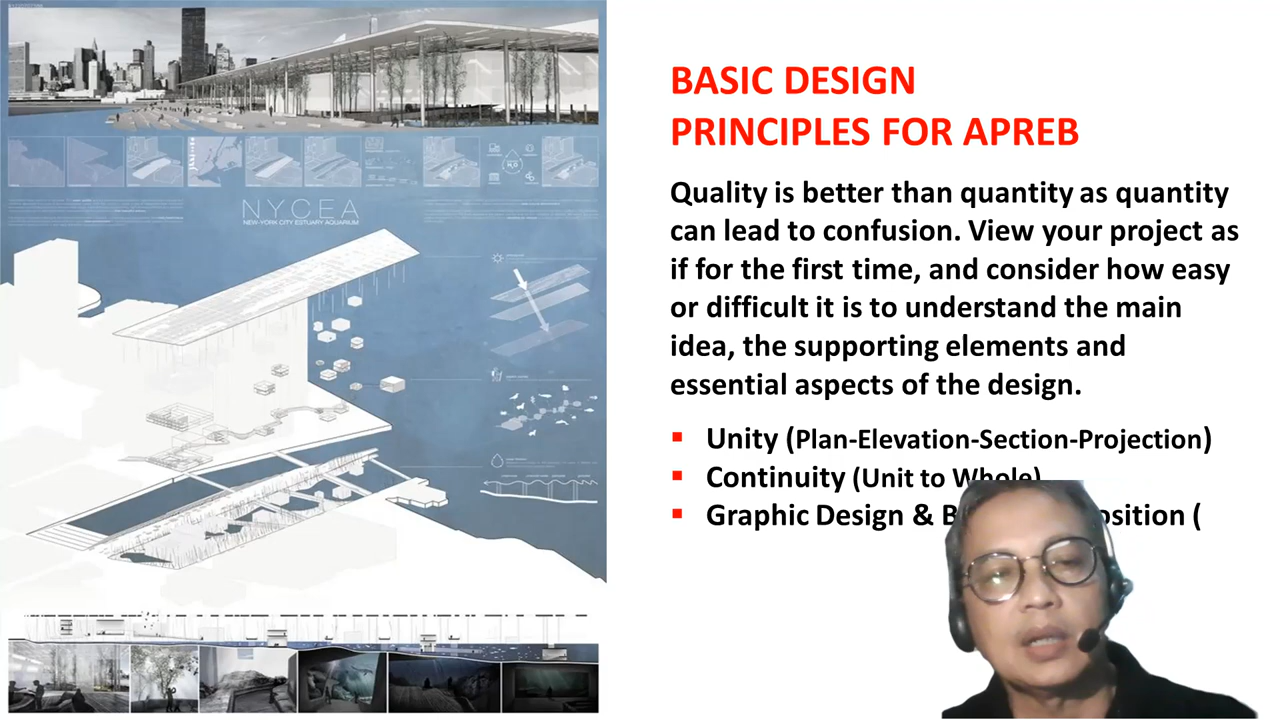 NYCEA
NEW-YORK CITY ESTUARY AQUARIUM
BASIC DESIGN
PRINCIPLES FOR APREB
Quality is better than quantity as quantity
can lead to confusion. View your project as
if for the first time, and consider how easy
or difficult it is to understand the main
idea, the supporting elements and
essential aspects of the design.
Unity (Plan-Elevation-Section-Projection)
Continuity (Unit to Whole)
Graphic Design & B osition (